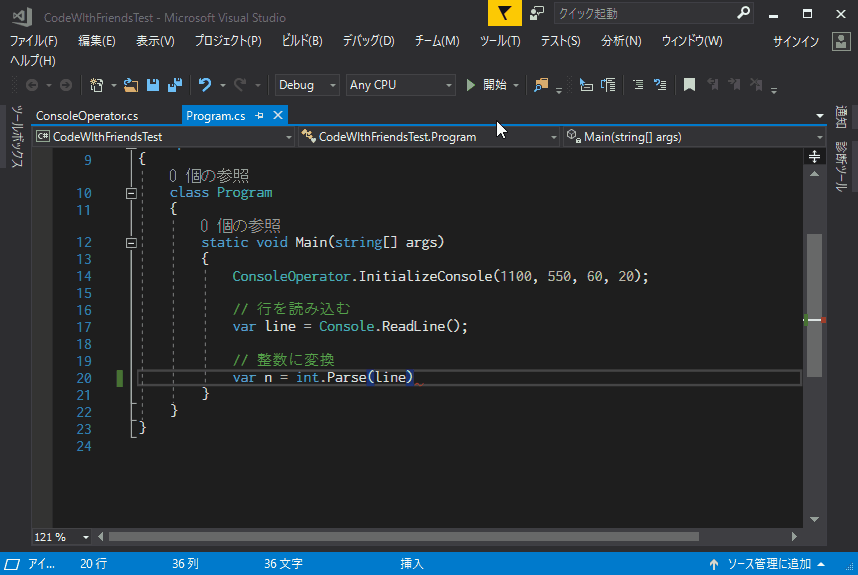 CodeWIthFriendsTest - Microsoft Visual Studio
クイック起動
ファイル(F) 編集(E) 表示(V) プロジェクト(P) ビルド(B) デバッグ(D) チーム(M) ツール(T) テスト(S) 分析(N) ウィンドウ(W) サインイン
ヘルプ(H)
Debug Any CPU 開始
ツールボックス
ConsoleOperator.cs Program.cs
通知
診断ツール
C# CodeWIthFriendsTest CodeWIthFriendsTest.Program Main(string[] args)
9 {
0 個の参照
10 class Program
11 {
0 個の参照
12 static void Main(string[] args)
13 {
14 ConsoleOperator.InitializeConsole(1100, 550, 60, 20);
15
16 // 行を読み込む
17 var line = Console.ReadLine();
18
19 // 整数に変換
20 var n = int.Parse(line)
21 }
22 }
23 }
24
121 %
アイ... 20 行 36 列 36 文字 挿入 ソース管理に追加